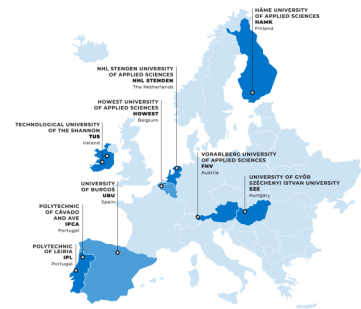 HÄME UNIVERSITY
OF APPLIED SCIENCES
HAMK
Finland
NHL STENDEN UNIVERSITY
OF APPLIED SCIENCES
NHL STENDEN
The Netherlands
HOWEST UNIVERSITY
OF APPLIED SCIENCES
HOWEST
Belgium
TECHNOLOGICAL UNIVERSITY
OF THE SHANNON
TUS
Ireland
VORARLBERG UNIVERSITY
OF APPLIED SCIENCES
FHV
Austria
UNIVERSITY OF GYŐR
SZÉCHENYI ISTVAN UNIVERSITY
SZE
Hungary
UNIVERSITY
OF BURGOS
UBU
Spain
POLYTECHNIC
OF CÁVADO
AND AVE
IPCA
Portugal
POLYTECHNIC
OF LEIRIA
IPL
Portugal